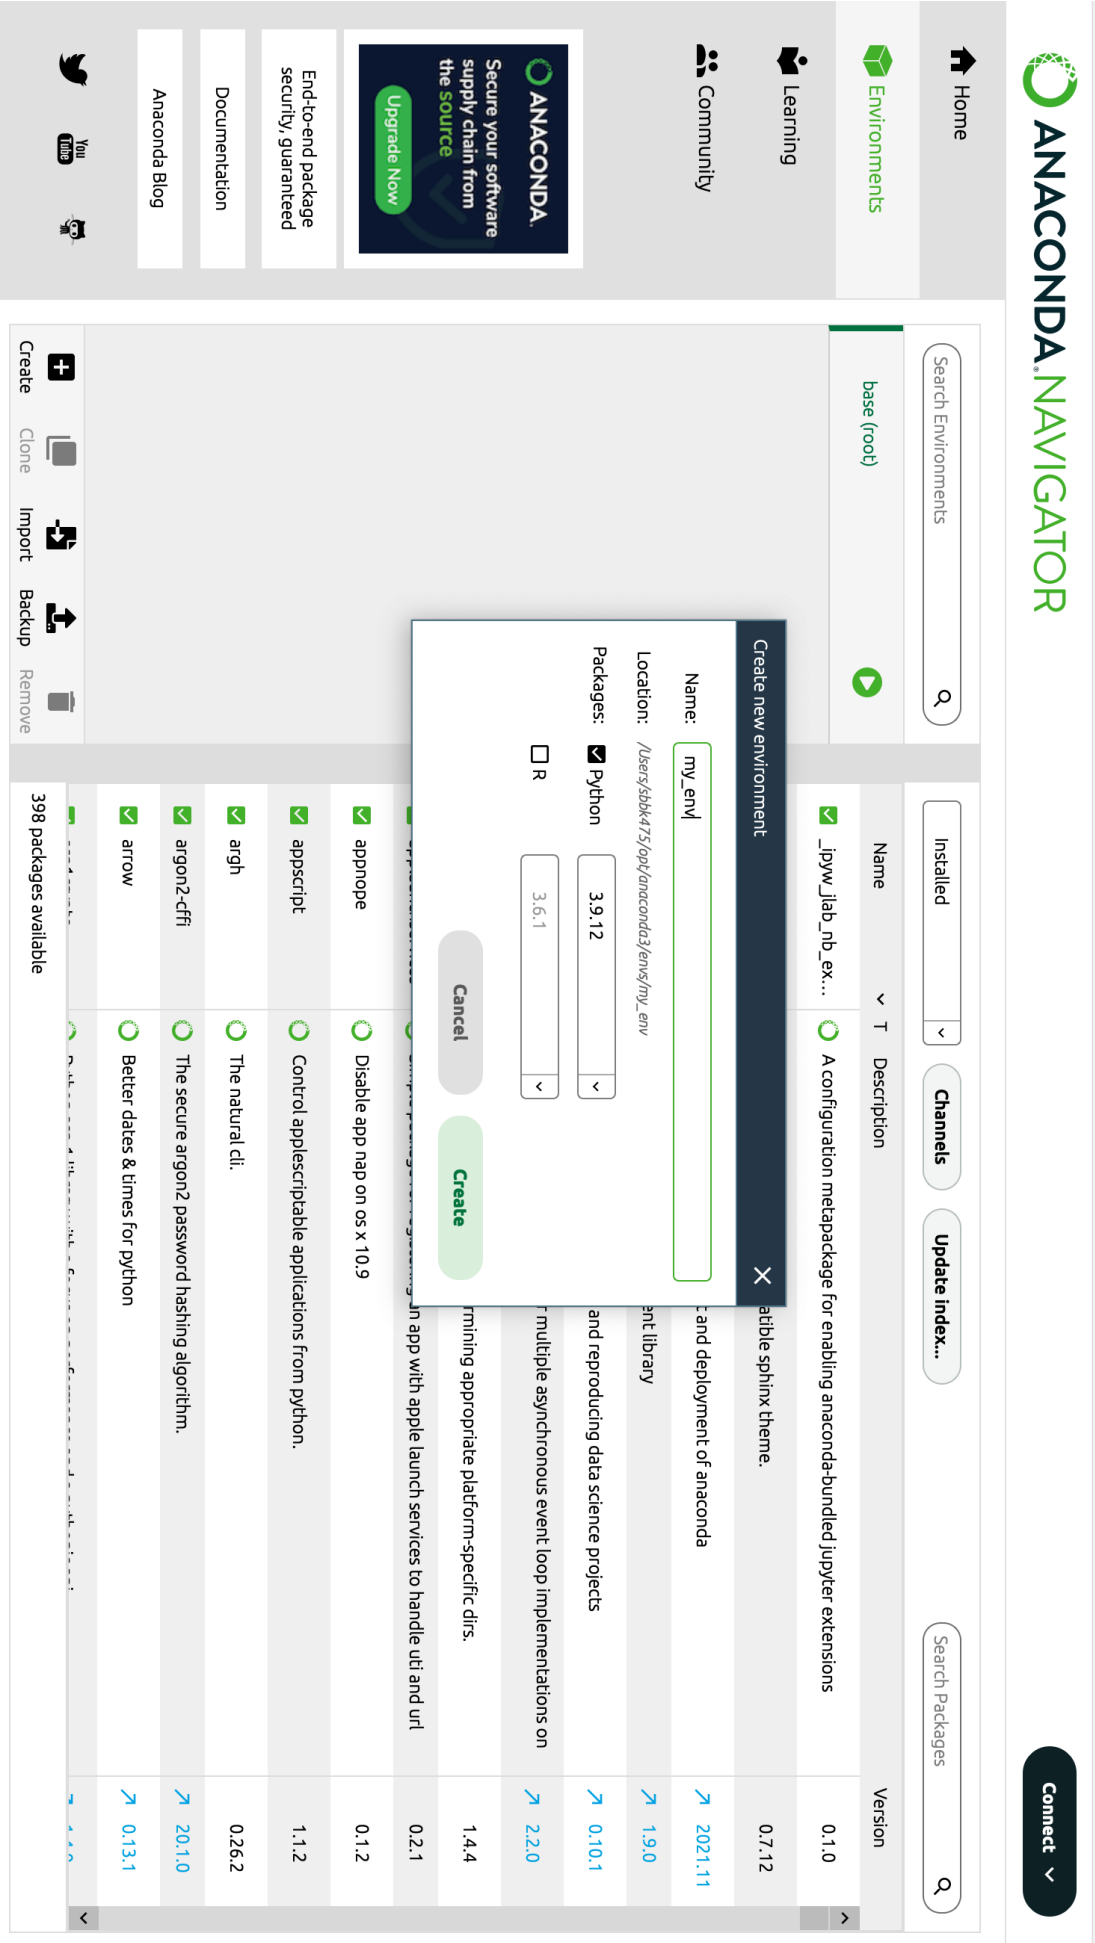 ANACONDA.NAVIGATOR
Connect
Home
Environments
Learning
Community
ANACONDA.
Secure your software
supply chain from
the source
Upgrade Now
End-to-end package
security, guaranteed
Documentation
Anaconda Blog
You
Tube
Search Environments
base (root)
Create
Clone
Import
Backup
Remove
Installed
Channels
Update index...
Search Packages
Name
T
Description
Version
_ipyw_jlab_nb_ex...
A configuration metapackage for enabling anaconda-bundled jupyter extensions
0.1.0
atible sphinx theme.
0.7.12
and deployment of anaconda
2021.11
ent library
1.9.0
and reproducing data science projects
0.10.1
multiple asynchronous event loop implementations on
2.2.0
rmining appropriate platform-specific dirs.
1.4.4
an app with apple launch services to handle uti and url
0.2.1
appnope
Disable app nap on os x 10.9
0.1.2
appscript
Control applescriptable applications from python.
1.1.2
argh
The natural cli.
0.26.2
argon2-cffi
The secure argon2 password hashing algorithm.
20.1.0
arrow
Better dates & times for python
0.13.1
398 packages available
Create new environment
Name:
my_env
Location:
/Users/sbbk475/opt/anaconda3/envs/my_env
Packages:
Python
3.9.12
R
3.6.1
Cancel
Create